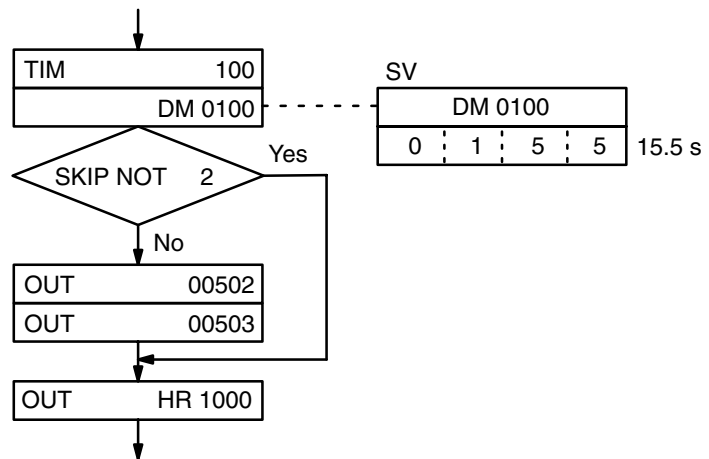 TIM 100
DM 0100
SV
DM 0100
0 1 5 5 15.5 s
SKIP NOT 2
Yes
No
OUT 00502
OUT 00503
OUT HR 1000